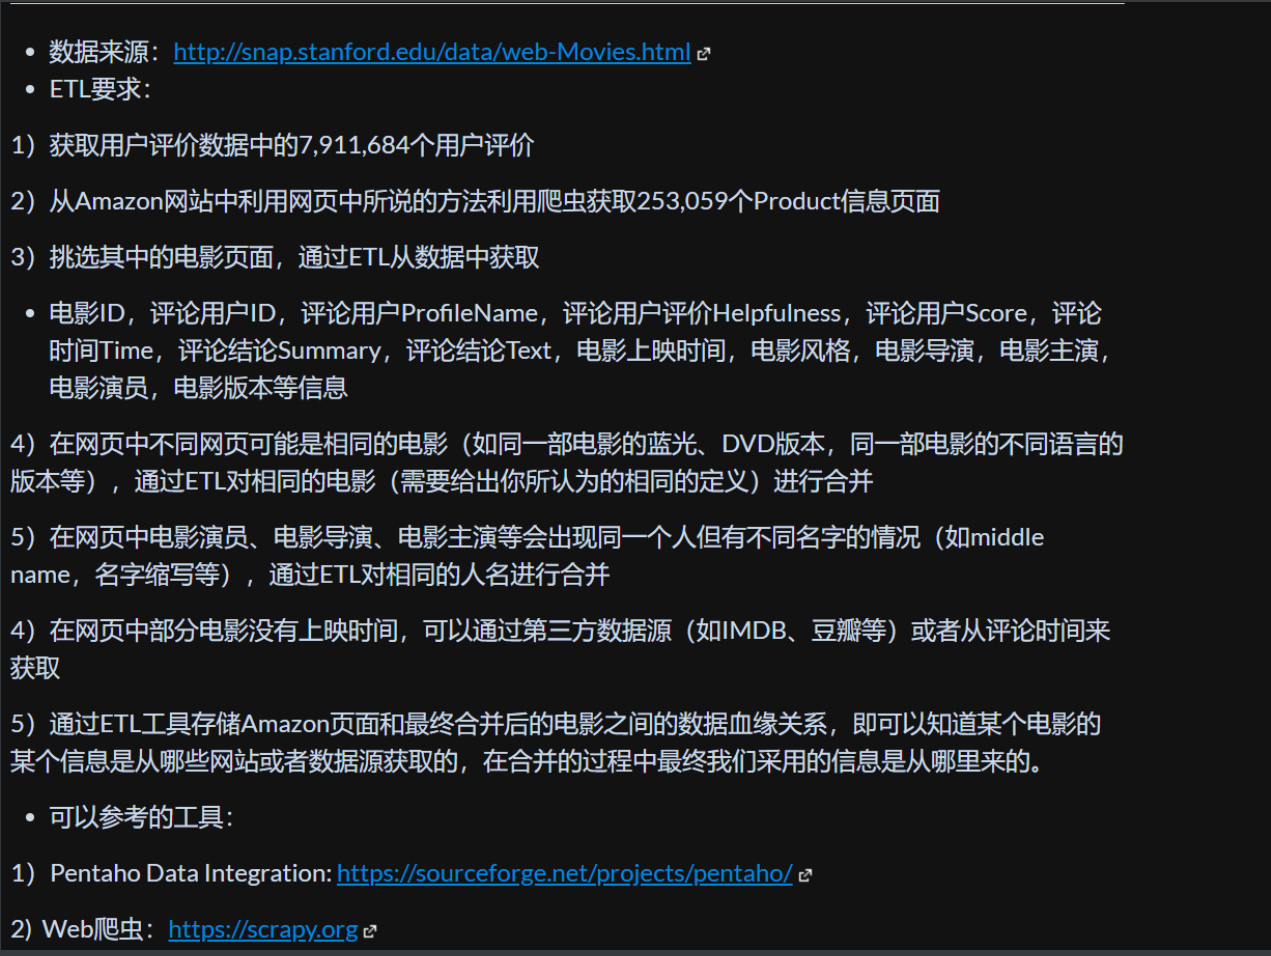 • 数据来源：http://snap.stanford.edu/data/web-Movies.html
• ETL要求：
1）获取用户评价数据中的7,911,684个用户评价
2）从Amazon网站中利用网页中所说的方法利用爬虫获取253,059个Product信息页面
3）挑选其中的电影页面，通过ETL从数据中获取
• 电影ID，评论用户ID，评论用户ProfileName，评论用户评价Helpfulness，评论用户Score，评论
时间Time，评论结论Summary，评论结论Text，电影上映时间，电影风格，电影导演，电影主演，
电影演员，电影版本等信息
4）在网页中不同网页可能是相同的电影（如同一部电影的蓝光、DVD版本，同一部电影的不同语言的
版本等），通过ETL对相同的电影（需要给出你所认为的相同的定义）进行合并
5）在网页中电影演员、电影导演、电影主演等会出现同一个人但有不同名字的情况（如middle
name，名字缩写等），通过ETL对相同的人名进行合并
4）在网页中部分电影没有上映时间，可以通过第三方数据源（如IMDB、豆瓣等）或者从评论时间来
获取
5）通过ETL工具存储Amazon页面和最终合并后的电影之间的数据血缘关系，即可以知道某个电影的
某个信息是从哪些网站或者数据源获取的，在合并的过程中最终我们采用的信息是从哪里来的。
• 可以参考的工具：
1）Pentaho Data Integration: https://sourceforge.net/projects/pentaho/
2) Web爬虫：https://scrapy.org